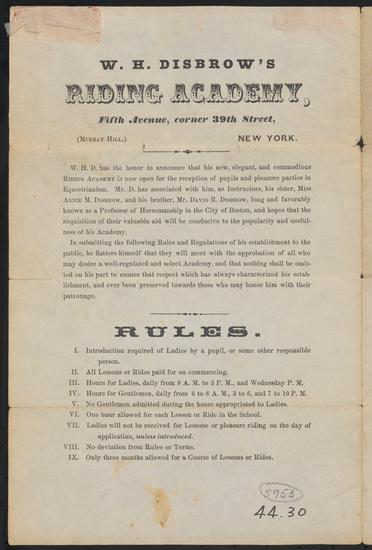 W. H. DISBROW'S
RIDING ACADEMY,
Fifth Avenue, corner 39th Street,
(MURRAY HILL,) NEW YORK.
W. H. D. has the honor to announce that his new, elegant, and commodious
RIDING ACADEMY is now open for the reception of pupils and pleasure parties in
Equestrianism. Mr. D. has associated with him, as Instructors, his sister, Miss
ANNIE M. DISBROW, and his brother, Mr. DAVID R. DISBROW, long and favorably
known as a Professor of Horsemanship in the City of Boston, and hopes that the
acquisition of their valuable aid will be conducive to the popularity and useful-
ness of his Academy.
In submitting the following Rules and Regulations of his establishment to the
public, he flatters himself that they will meet with the approbation of all who
may desire a well-regulated and select Academy, and that nothing shall be omit-
ted on his part to ensure that respect which has always characterized his estab-
lishment, and ever been preserved towards those who may honor him with their
patronage.
RULES.
I. Introduction required of Ladies by a pupil, or some other responsible
person.
II. All Lessons or Rides paid for on commencing.
III. Hours for Ladies, daily from 8 A. M. to 3 P. M., and Wednesday P. M.
IV. Hours for Gentlemen, daily from 6 to 8 A. M., 3 to 6, and 7 to 10 P. M.
V. No Gentlemen admitted during the hours appropriated to Ladies.
VI. One hour allowed for each Lesson or Ride in the School.
VII. Ladies will not be received for Lessons or pleasure riding on the day of
application, unless introduced.
VIII. No deviation from Rules or Terms.
IX. Only three months allowed for a Course of Lessons or Rides.
5753
44.30